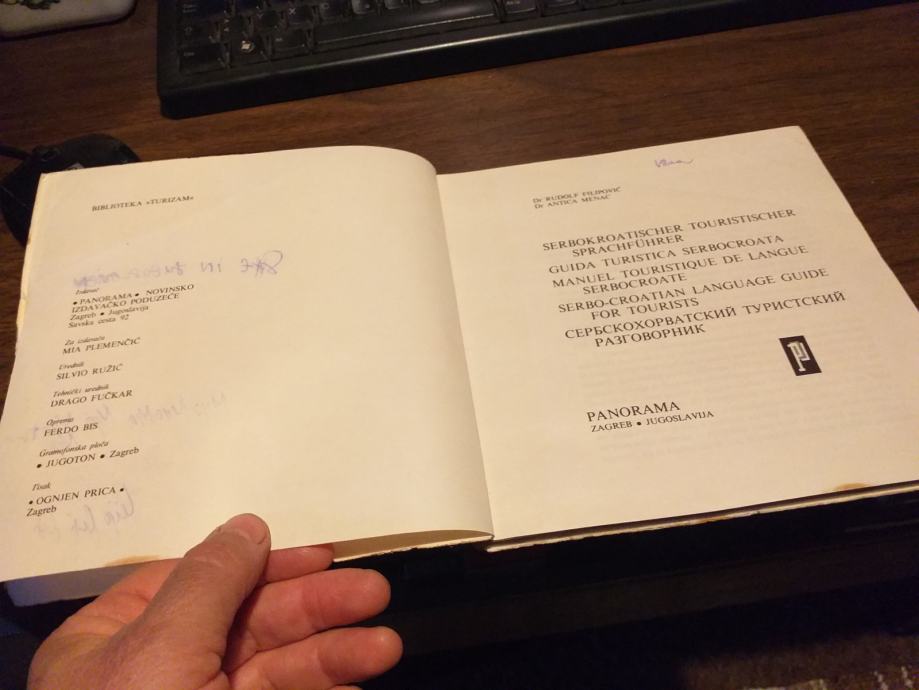 BIBLIOTEKA »TURIZAM«
Izdavač
• PANORAMA • NOVINSKO
IZDAVAČKO PODUZEĆE
Zagreb • Jugoslavija
Savska cesta 92
Za izdavača
MIA PLEMENČIĆ
Urednik
SILVIO RUŽIĆ
Tehnički urednik
DRAGO FUČKAR
Oprema
FERDO BIS
Gramofonska ploča
• JUGOTON • Zagreb
Tisak
• OGNJEN PRICA •
Zagreb
Dr RUDOLF FILIPOVIĆ
Dr ANTICA MENAC
SERBOKROATISCHER TOURISTISCHER
SPRACHFÜHRER
GUIDA TURISTICA SERBOCROATA
MANUEL TOURISTIQUE DE LANGUE
SERBOCROATE
SERBO-CROATIAN LANGUAGE GUIDE
FOR TOURISTS
СЕРБСКОХОРВАТСКИЙ ТУРИСТСКИЙ
РАЗГОВОРНИК
PANORAMA
ZAGREB • JUGOSLAVIJA